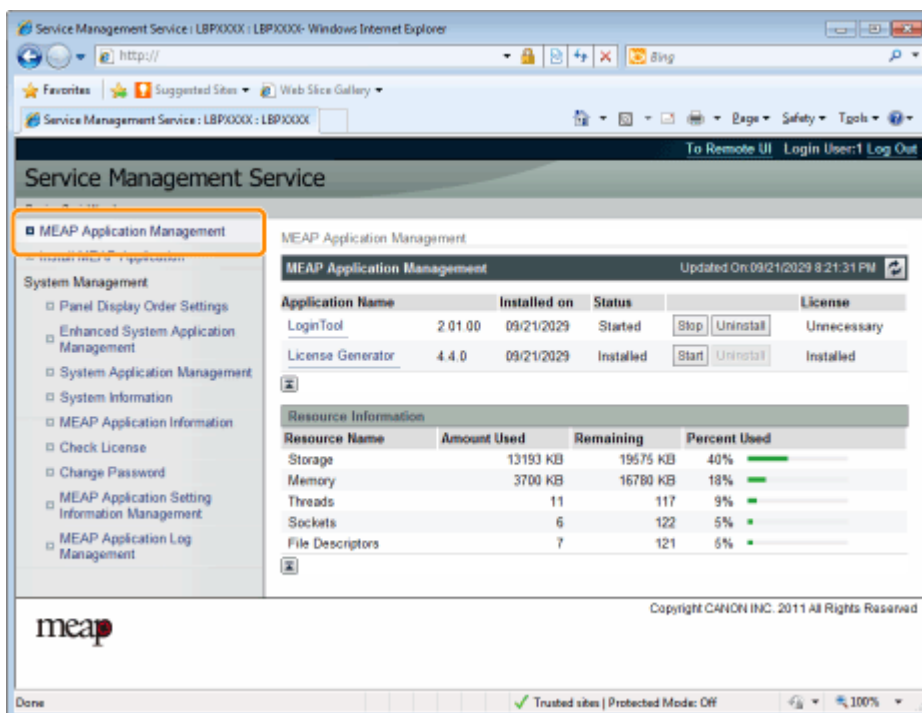 Service Management Service : LBPXXXX : LBPXXXX- Windows Internet Explorer
http://
Bing
Favorites Suggested Sites Web Slice Gallery
Service Management Service : LBPXXXX : LBPXXXX
Page Safety Tools
To Remote UI Login User:1 Log Out
Service Management Service
MEAP Application Management
Install MEAP Application
System Management
Panel Display Order Settings
Enhanced System Application
Management
System Application Management
System Information
MEAP Application Information
Check License
Change Password
MEAP Application Setting
Information Management
MEAP Application Log
Management
MEAP Application Management
MEAP Application Management Updated On:09/21/2029 8:21:31 PM
Application Name Installed on Status License
LoginTool 2.01.00 09/21/2029 Started Stop Uninstall Unnecessary
License Generator 4.4.0 09/21/2029 Installed Start Uninstall Installed
Resource Information
Resource Name Amount Used Remaining Percent Used
Storage 13193 KB 19575 KB 40%
Memory 3700 KB 16780 KB 18%
Threads 11 117 9%
Sockets 6 122 5%
File Descriptors 7 121 6%
meap
Copyright CANON INC. 2011 All Rights Reserved
Done Trusted sites | Protected Mode: Off 100%